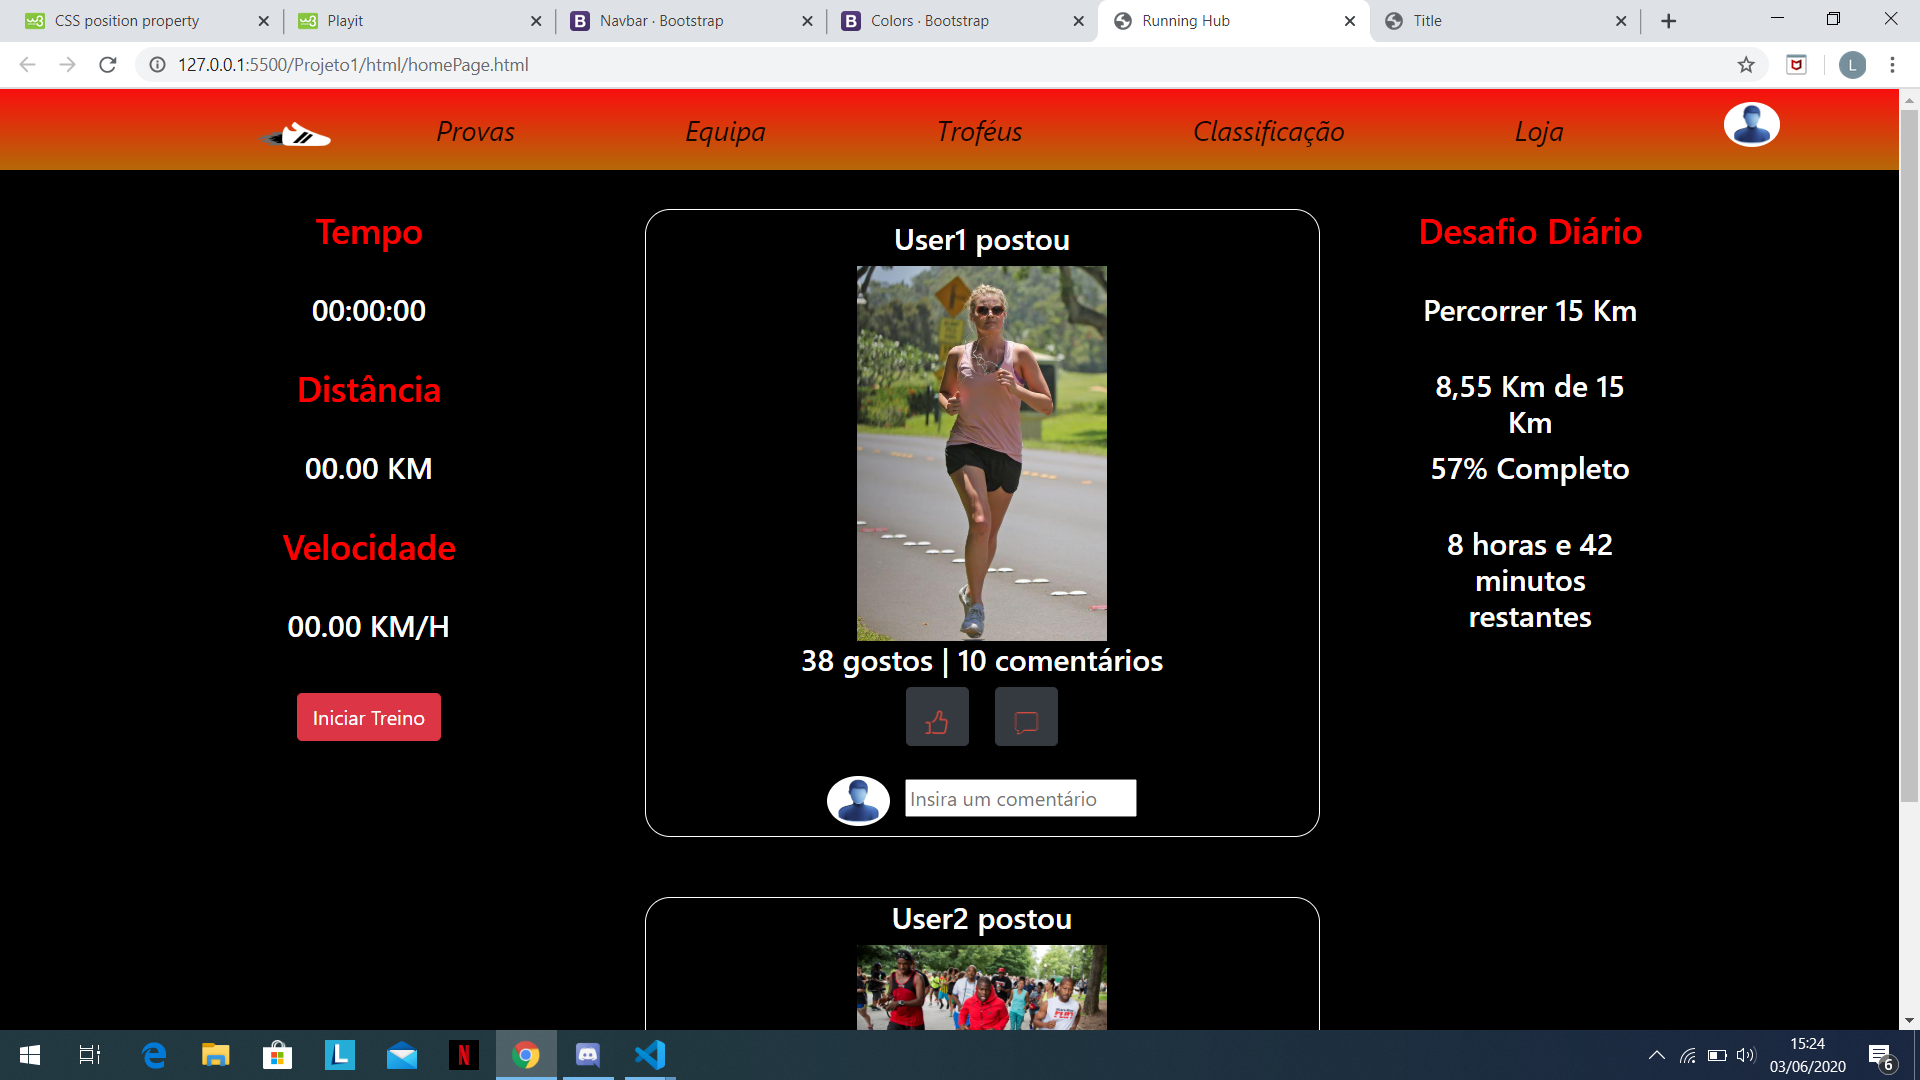 CSS position property
Playit
Navbar · Bootstrap
Colors · Bootstrap
Running Hub
Title
127.0.0.1:5500/Projeto1/html/homePage.html
L
Provas
Equipa
Troféus
Classificação
Loja
Tempo
00:00:00
Distância
00.00 KM
Velocidade
00.00 KM/H
Iniciar Treino
User1 postou
38 gostos | 10 comentários
Insira um comentário
User2 postou
Desafio Diário
Percorrer 15 Km
8,55 Km de 15
Km
57% Completo
8 horas e 42
minutos
restantes
15:24
03/06/2020
6